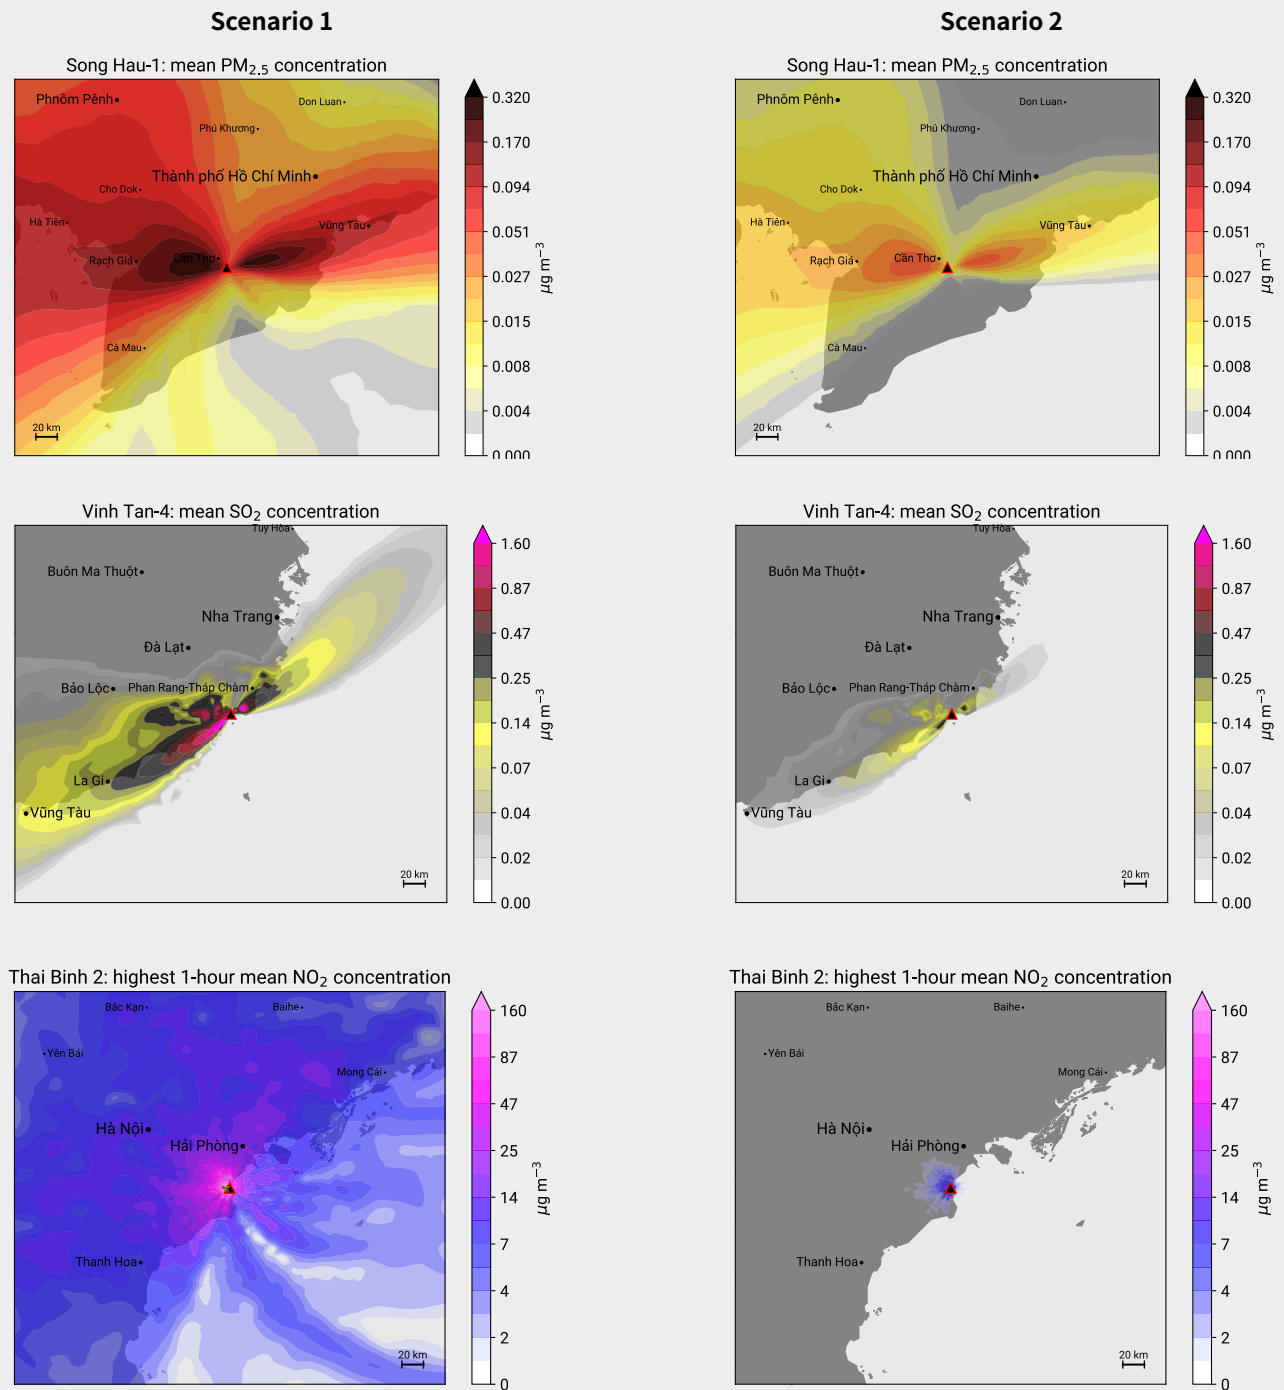 Scenario 1
Scenario 2
Song Hau-1: mean PM2.5 concentration
Phnôm Pênh
Don Luan
Phú Khương
Thành phố Hồ Chí Minh
Cho Dok
Hà Tiên
Vũng Tàu
Rạch Giá
Cần Thơ
Cà Mau
20 km
0.320
0.170
0.094
0.051
0.027
0.015
0.008
0.004
0.000
µg m−3
Song Hau-1: mean PM2.5 concentration
Phnôm Pênh
Don Luan
Phú Khương
Thành phố Hồ Chí Minh
Cho Dok
Hà Tiên
Vũng Tàu
Rạch Giá
Cần Thơ
Cà Mau
20 km
0.320
0.170
0.094
0.051
0.027
0.015
0.008
0.004
0.000
µg m−3
Vinh Tan-4: mean SO2 concentration
Tuy Hòa
Buôn Ma Thuột
Nha Trang
Đà Lạt
Bảo Lộc
Phan Rang-Tháp Chàm
La Gi
Vũng Tàu
20 km
1.60
0.87
0.47
0.25
0.14
0.07
0.04
0.02
0.00
µg m−3
Vinh Tan-4: mean SO2 concentration
Tuy Hòa
Buôn Ma Thuột
Nha Trang
Đà Lạt
Bảo Lộc
Phan Rang-Tháp Chàm
La Gi
Vũng Tàu
20 km
1.60
0.87
0.47
0.25
0.14
0.07
0.04
0.02
0.00
µg m−3
Thai Binh 2: highest 1-hour mean NO2 concentration
Bắc Kạn
Baihe
Yên Bái
Mong Cái
Hà Nội
Hải Phòng
Thanh Hoa
20 km
160
87
47
25
14
7
4
2
0
µg m−3
Thai Binh 2: highest 1-hour mean NO2 concentration
Bắc Kạn
Baihe
Yên Bái
Mong Cái
Hà Nội
Hải Phòng
Thanh Hoa
20 km
160
87
47
25
14
7
4
2
0
µg m−3